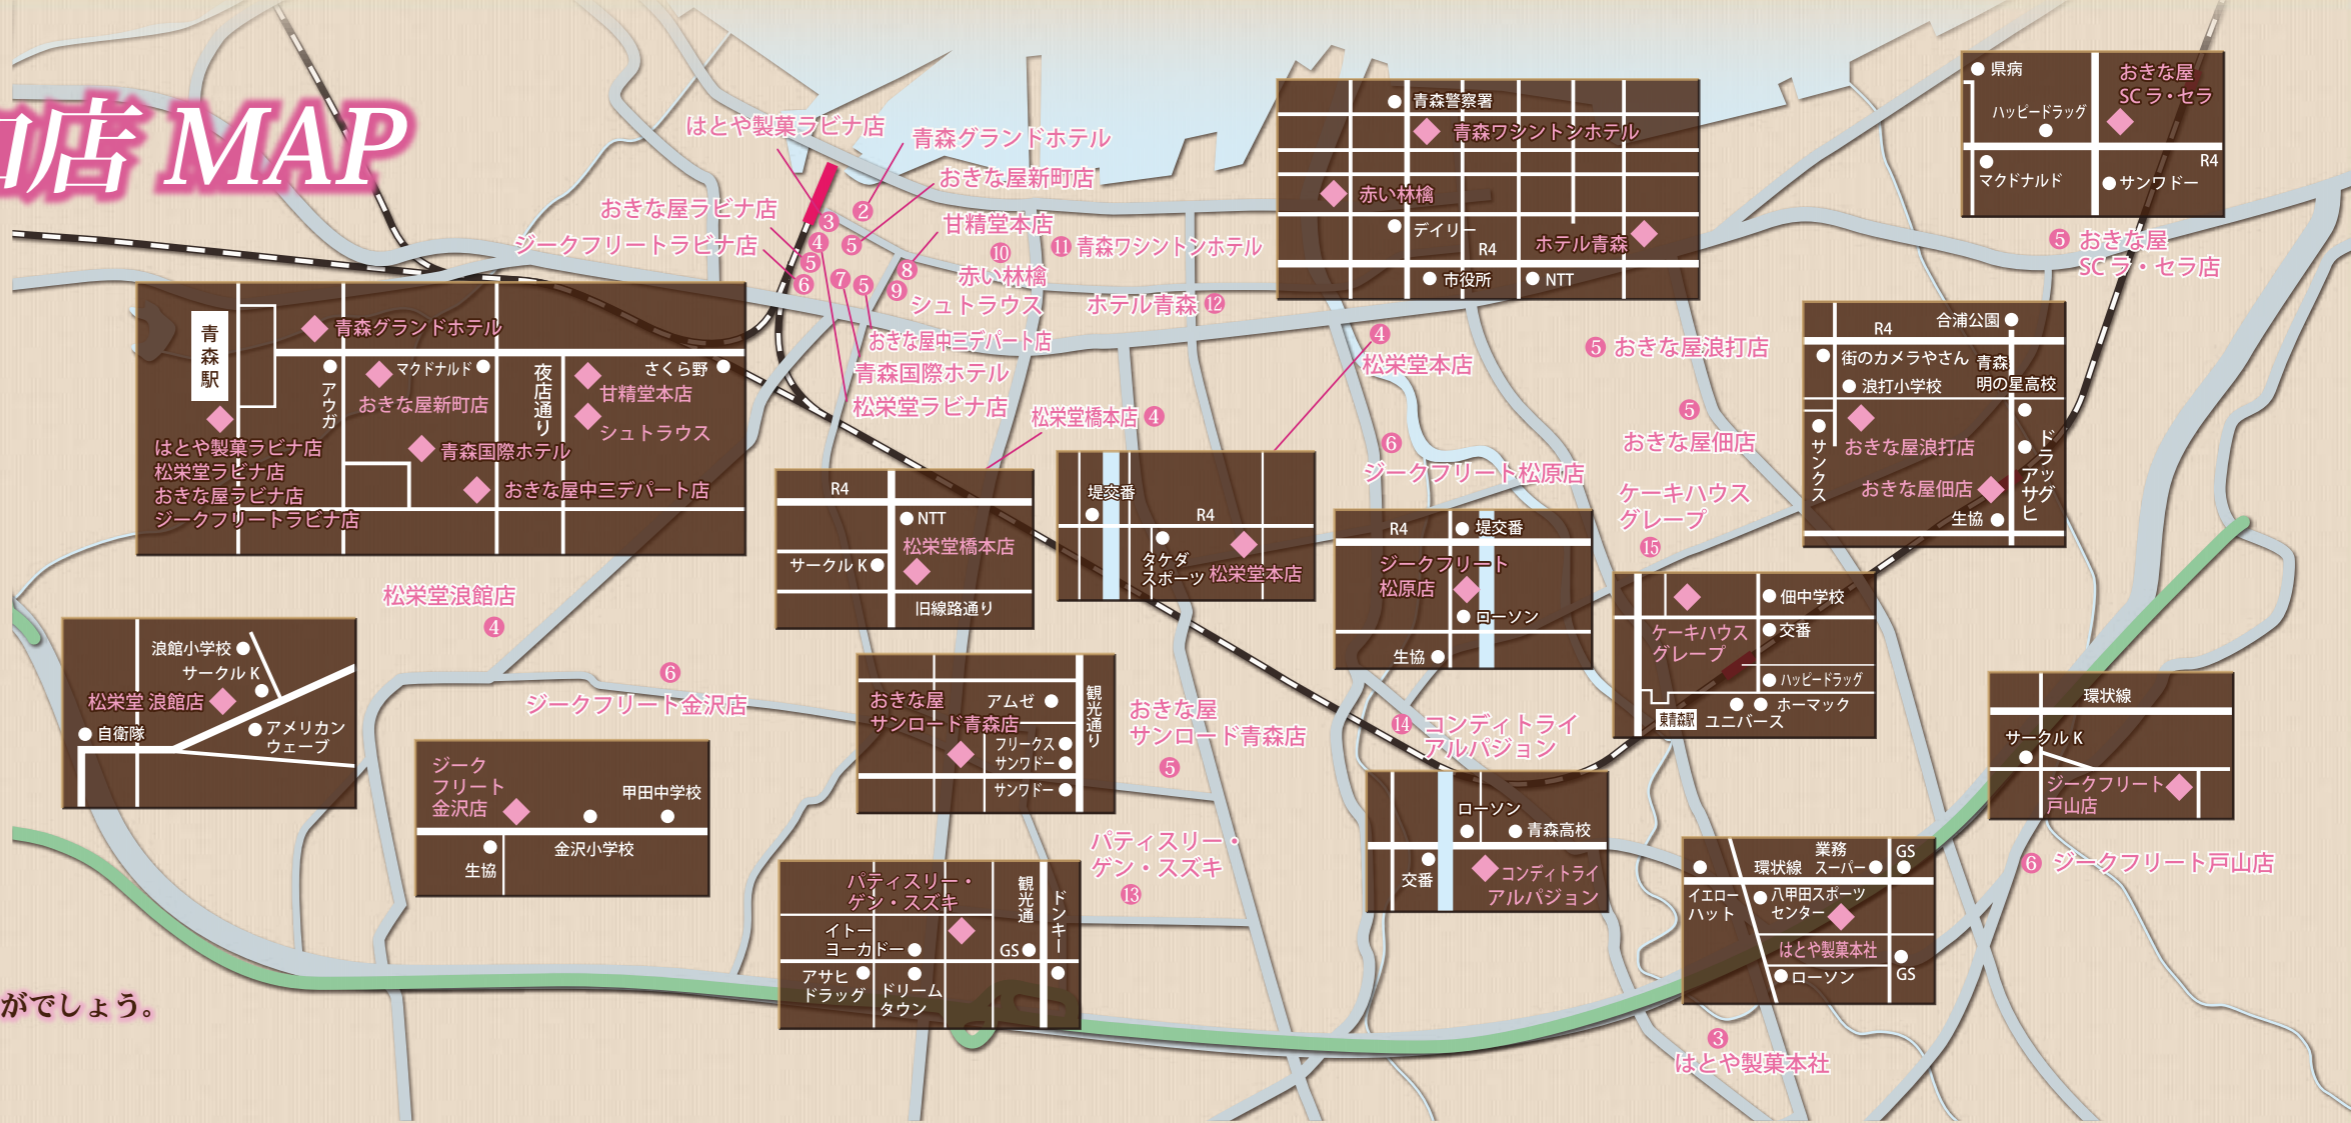 店 MAP
がでしょう。
はとや製菓ラビナ店
青森グランドホテル
おきな屋新町店
おきな屋ラビナ店
ジークフリートラビナ店
甘精堂本店
赤い林檎
青森ワシントンホテル
シュトラウス
ホテル青森
おきな屋中三デパート店
青森国際ホテル
松栄堂ラビナ店
②
③
④
⑤
⑤
⑥
⑦
⑤
⑧
⑨
⑩
⑪
⑫
松栄堂橋本店 ④
④
松栄堂本店
⑤ おきな屋浪打店
⑤
おきな屋佃店
⑥
ジークフリート松原店
ケーキハウス
グレープ
⑮
⑤ おきな屋
SC ラ・セラ店
松栄堂浪館店
④
⑥
ジークフリート金沢店
おきな屋
サンロード青森店
⑤
⑭ コンディトライ
アルパジョン
パティスリー・
ゲン・スズキ
⑬
⑥ ジークフリート戸山店
③
はとや製菓本社
青森駅
青森グランドホテル
アウガ
マクドナルド
おきな屋新町店
夜店通り
さくら野
甘精堂本店
シュトラウス
青森国際ホテル
おきな屋中三デパート店
はとや製菓ラビナ店
松栄堂ラビナ店
おきな屋ラビナ店
ジークフリートラビナ店
青森警察署
青森ワシントンホテル
赤い林檎
デイリー
R4
ホテル青森
市役所
NTT
県病
おきな屋
SC ラ・セラ
ハッピードラッグ
R4
マクドナルド
サンワドー
R4
合浦公園
街のカメラやさん
青森
明の星高校
浪打小学校
サンクス
おきな屋浪打店
ドラッグ
アサヒ
おきな屋佃店
生協
R4
NTT
松栄堂橋本店
サークル K
旧線路通り
堤交番
R4
タケダ
スポーツ
松栄堂本店
R4
堤交番
ジークフリート
松原店
ローソン
生協
佃中学校
ケーキハウス
グレープ
交番
ハッピードラッグ
ホーマック
東青森駅
ユニバース
浪館小学校
サークル K
松栄堂 浪館店
自衛隊
アメリカン
ウェーブ
ジーク
フリート
金沢店
甲田中学校
生協
金沢小学校
おきな屋
サンロード青森店
アムゼ
観光通り
フリークス
サンワドー
サンワドー
パティスリー・
ゲン・スズキ
観光通
ドンキー
イトー
ヨーカドー
GS
アサヒ
ドラッグ
ドリーム
タウン
ローソン
青森高校
交番
コンディトライ
アルパジョン
環状線
サークル K
ジークフリート
戸山店
業務
スーパー
GS
環状線
イエロー
ハット
八甲田スポーツ
センター
はとや製菓本社
ローソン
GS